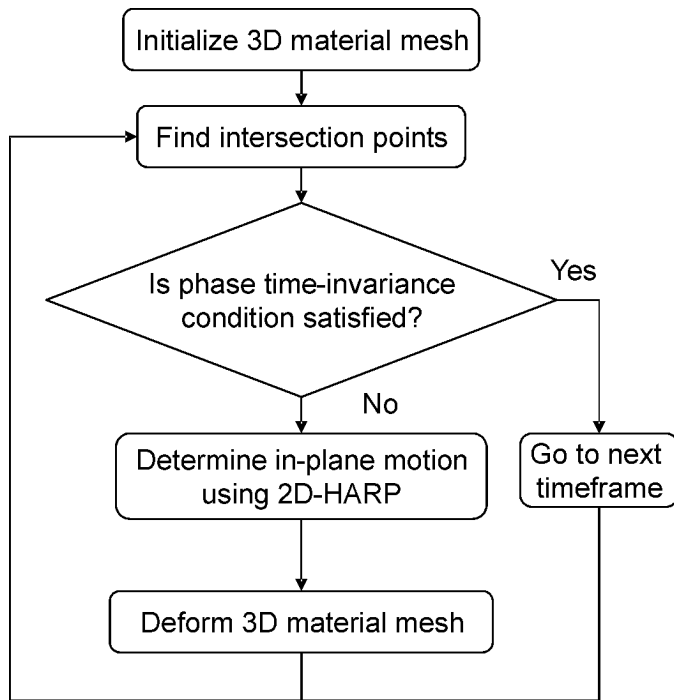 Initialize 3D material mesh
Find intersection points
Is phase time-invariance
condition satisfied?
Yes
No
Determine in-plane motion
using 2D-HARP
Go to next
timeframe
Deform 3D material mesh